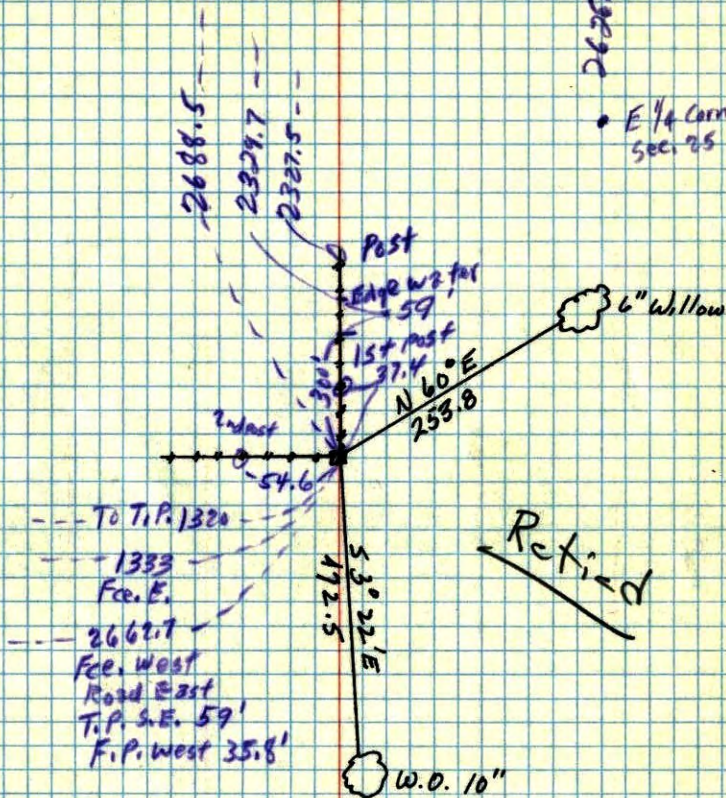 2688.5
2329.7
2327.5
E 1/4 Corn
Sec. 25
Post
Edge water
59'
6" Willow
1st post
37.4
300'
N 60° E
253.8
2nd post
54.6
To T.P. 1320
1333
Fce. E.
2662.7
Fce. West
Road East
T.P. S.E. 59'
F.P. West 35.8'
S 3° 22' E
172.5
Retied
W.O. 10"